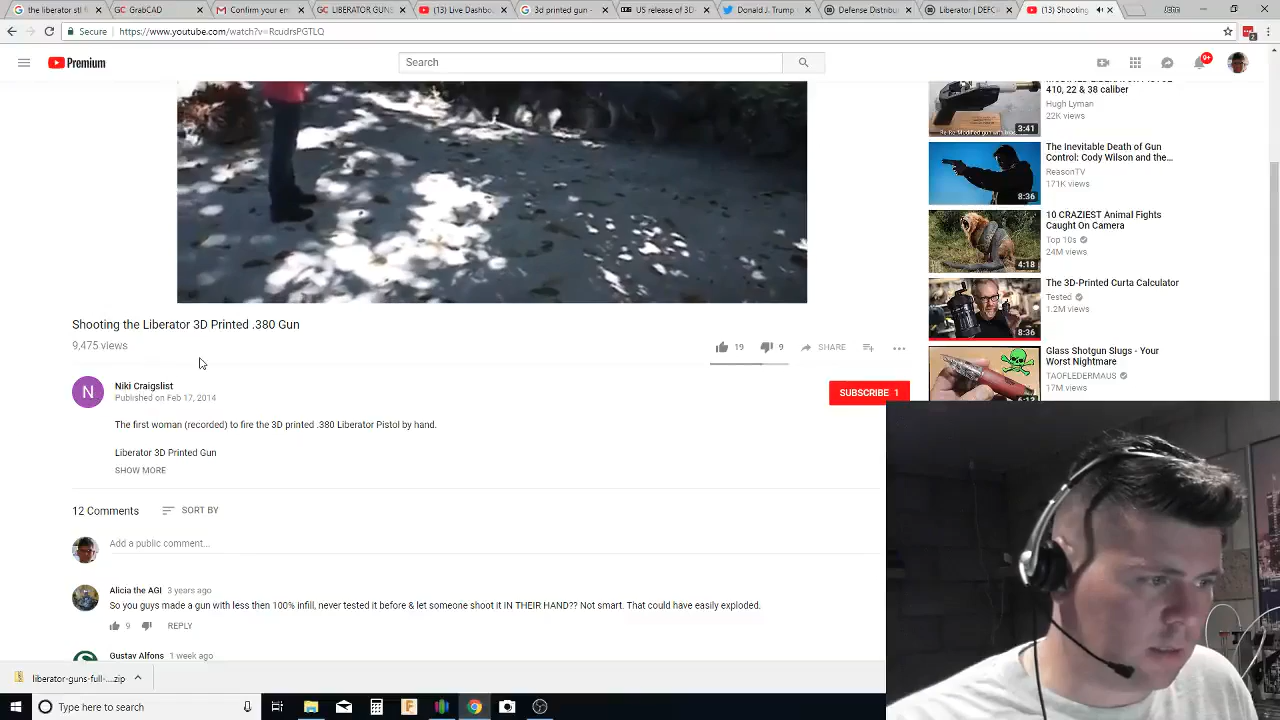 the liberator stl file
GrabCAD
Confirm your em
LIBERATOR GUNS
(13) Live Dashbo
3d printed gun -
US release of 3D
Donald J. Trump
Defense Distribu
Liberator | DEFC
(13) Shooting
Secure
https://www.youtube.com/watch?v=RcudrsPGTLQ
2
Premium
Search
9+
410, 22 & 38 caliber
Hugh Lyman
22K views
3:41
The Inevitable Death of Gun
Control: Cody Wilson and the...
ReasonTV
171K views
8:36
10 CRAZIEST Animal Fights
Caught On Camera
Top 10s
24M views
4:18
The 3D-Printed Curta Calculator
Tested
1.2M views
8:36
Glass Shotgun Slugs - Your
Worst Nightmare
TAOFLEDERMAUS
17M views
6:13
Shooting the Liberator 3D Printed .380 Gun
9,475 views
19
9
SHARE
N
Niki Craigslist
Published on Feb 17, 2014
SUBSCRIBE 1
The first woman (recorded) to fire the 3D printed .380 Liberator Pistol by hand.
Liberator 3D Printed Gun
SHOW MORE
12 Comments
SORT BY
Add a public comment...
Alicia the AGI 3 years ago
So you guys made a gun with less then 100% infill, never tested it before & let someone shoot it IN THEIR HAND?? Not smart. That could have easily exploded.
9
REPLY
Gustav Alfons 1 week ago
liberator-guns-full-....zip
Type here to search